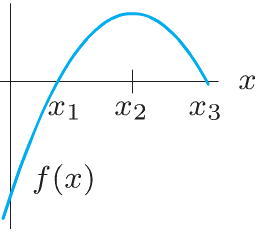 x
x₁ x₂ x₃
f(x)